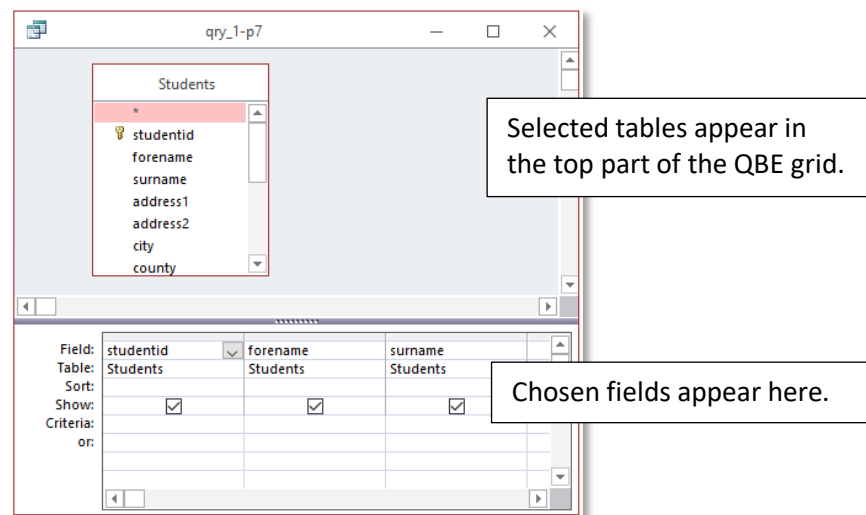 qry_1-p7
Students
*
studentid
forename
surname
address1
address2
city
county
Selected tables appear in
the top part of the QBE grid.
Field: studentid forename surname
Table: Students Students Students
Sort:
Show:
Criteria:
or:
Chosen fields appear here.